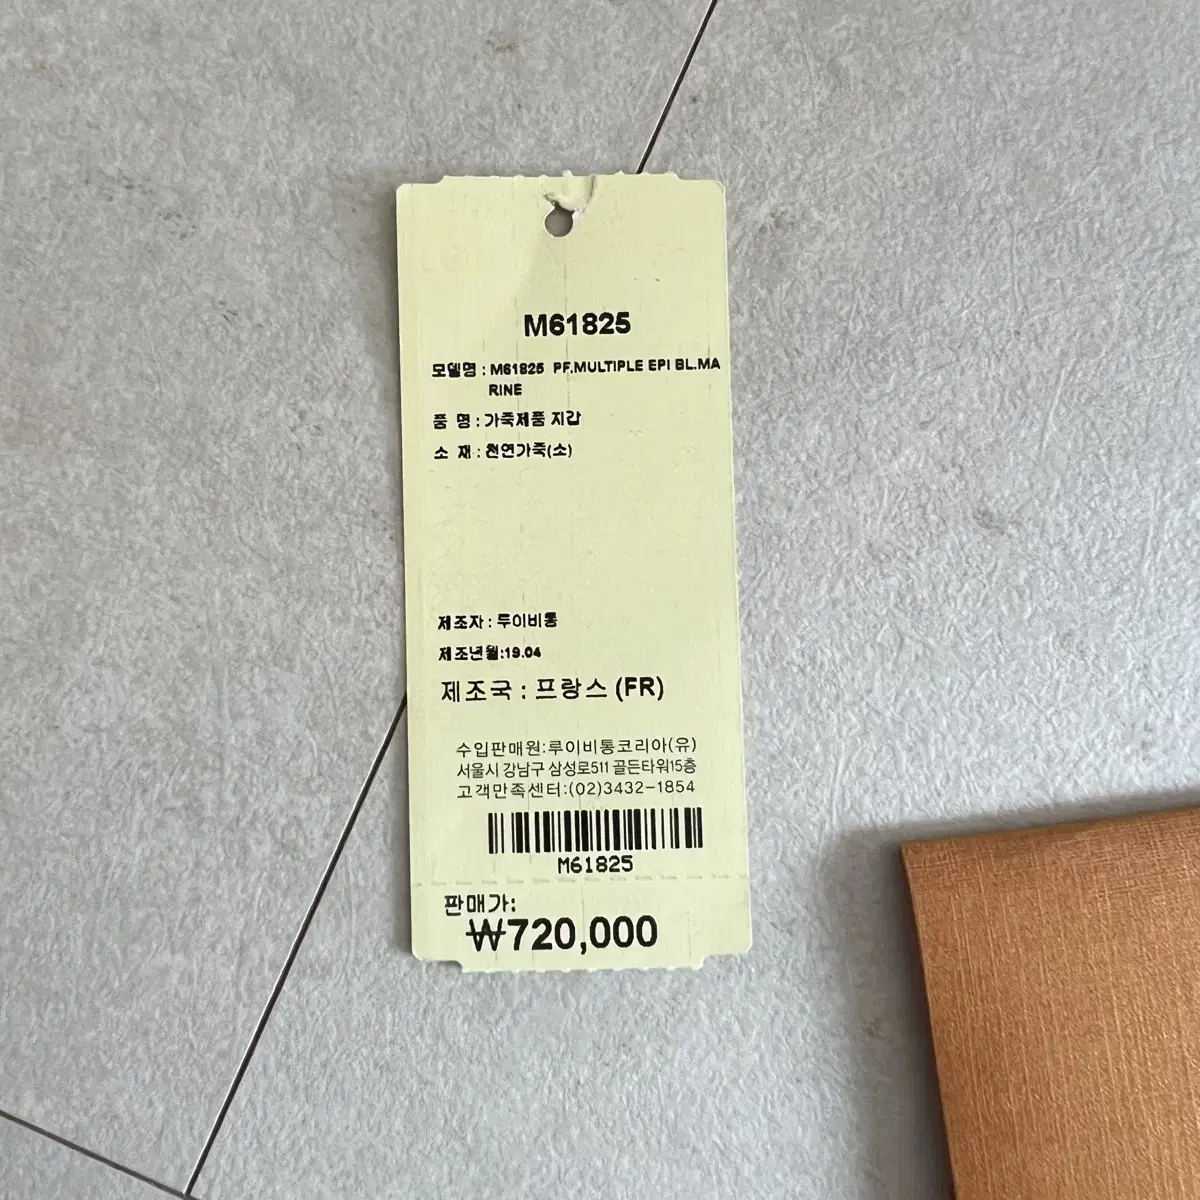 M61825
모델명 : M61825 PF.MULTIPLE EPI BL.MA
RINE
품 명 : 가죽제품 지갑
소 재 : 천연가죽(소)
제조자 : 루이비통
제조년월:19.04
제조국 : 프랑스 (FR)
수입판매원:루이비통코리아(유)
서울시 강남구 삼성로511 골든타워15층
고객만족센터:(02)3432-1854
M61825
판매가:
₩720,000